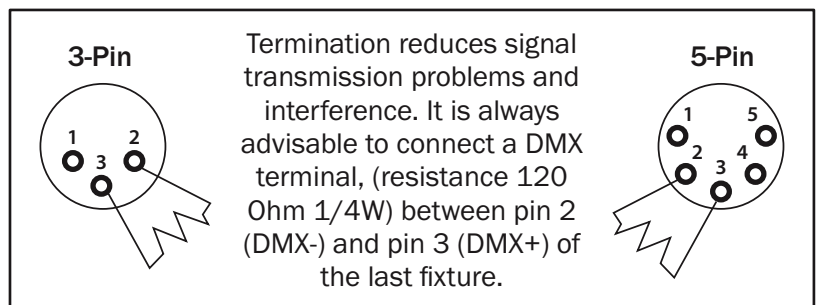 3-Pin
1
2
3
Termination reduces signal
transmission problems and
interference. It is always
advisable to connect a DMX
terminal, (resistance 120
Ohm 1/4W) between pin 2
(DMX-) and pin 3 (DMX+) of
the last fixture.
5-Pin
1
5
2
4
3